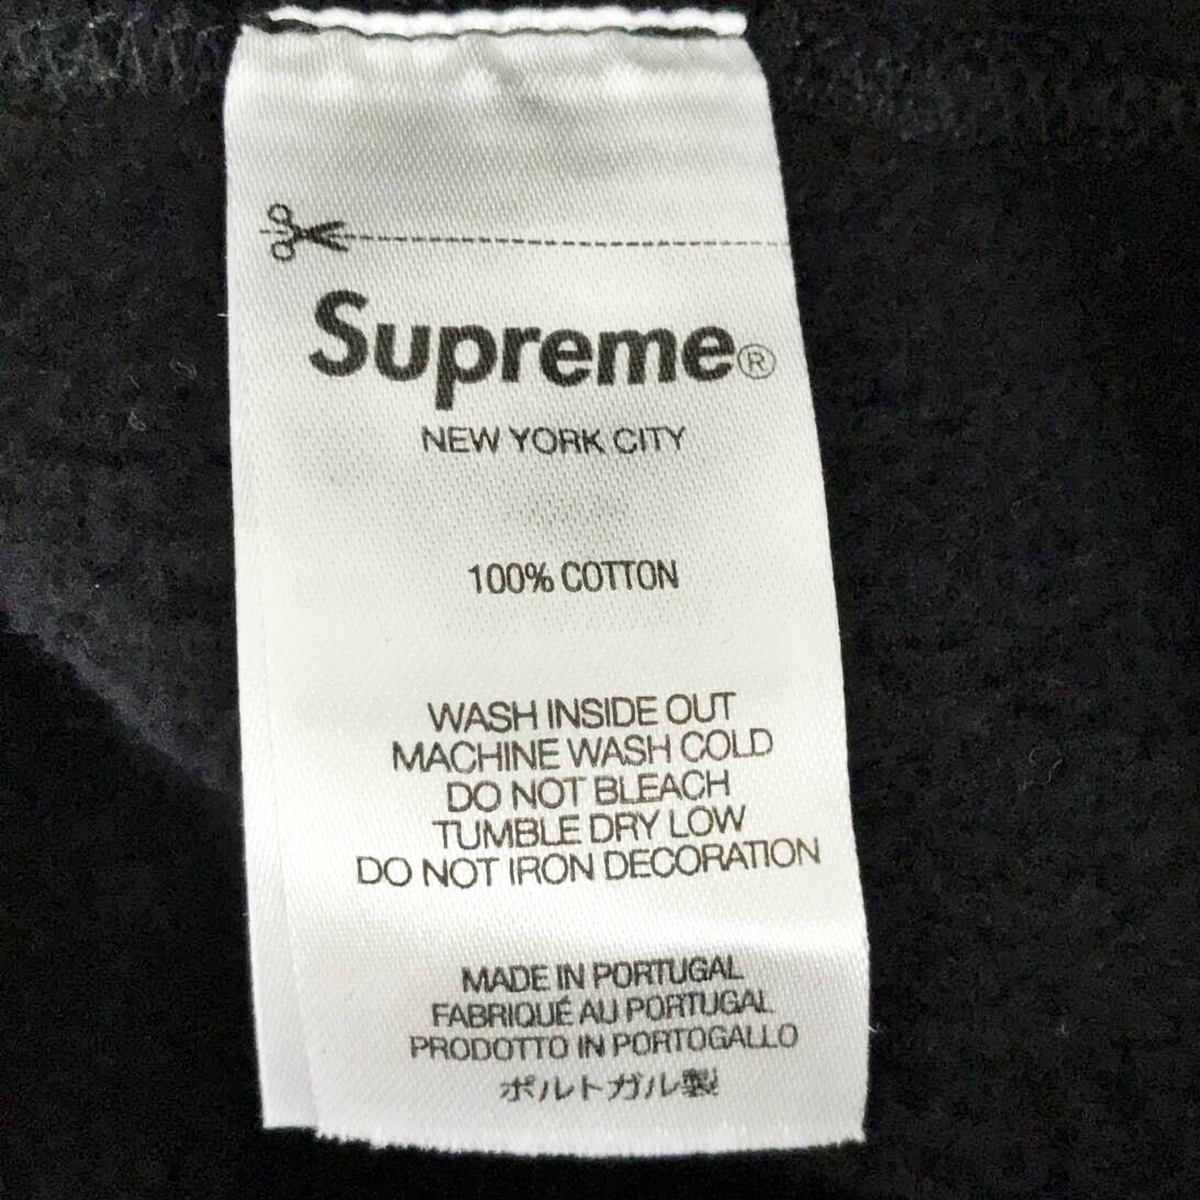 Supreme®
NEW YORK CITY
100% COTTON
WASH INSIDE OUT
MACHINE WASH COLD
DO NOT BLEACH
TUMBLE DRY LOW
DO NOT IRON DECORATION
MADE IN PORTUGAL
FABRIQUÉ AU PORTUGAL
PRODOTTO IN PORTOGALLO
ポルトガル製